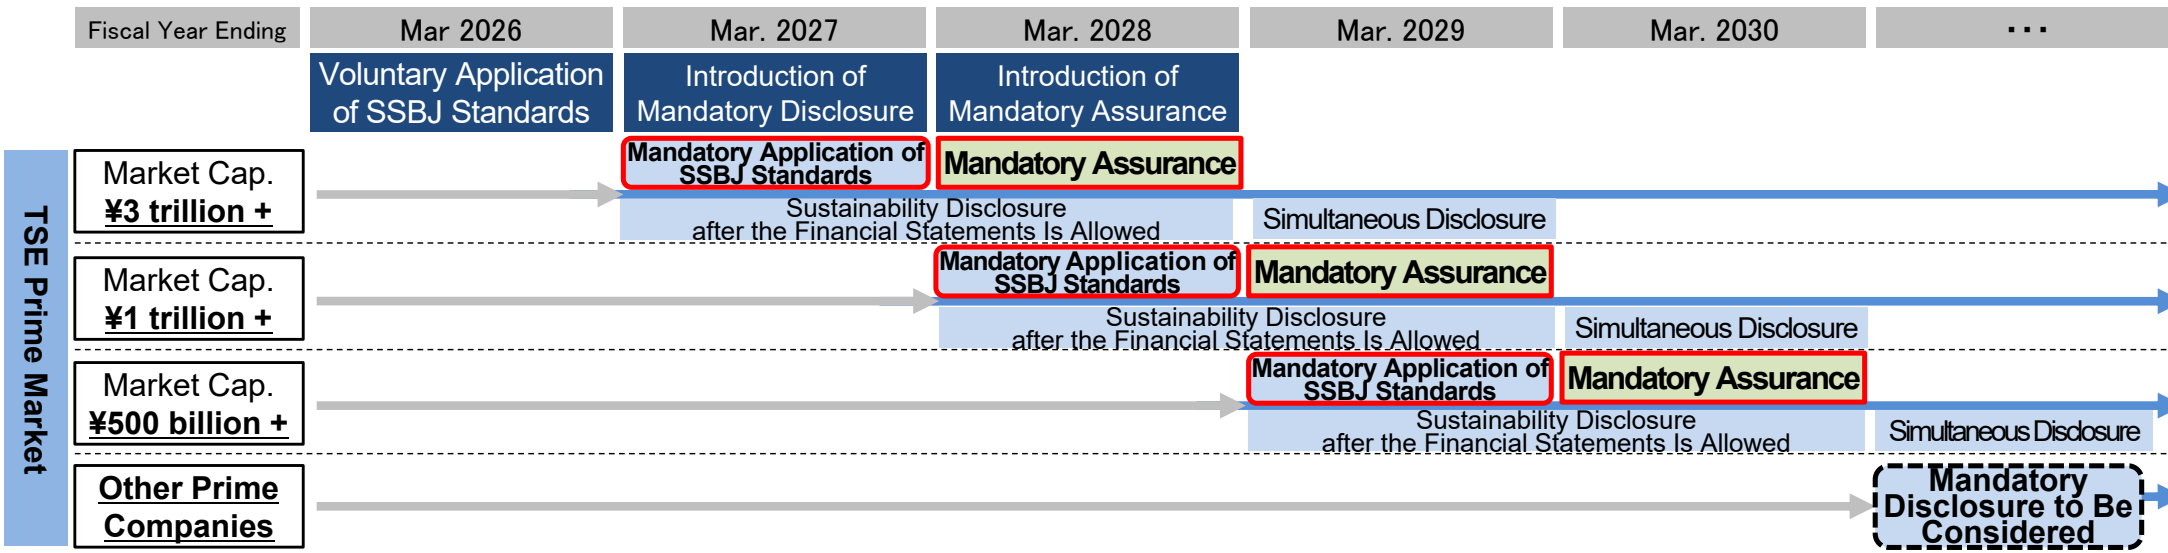 Fiscal Year Ending
Mar 2026
Mar. 2027
Mar. 2028
Mar. 2029
Mar. 2030
...
Voluntary Application
of SSBJ Standards
Introduction of
Mandatory Disclosure
Introduction of
Mandatory Assurance
TSE Prime Market
Market Cap.
¥3 trillion +
Mandatory Application of
SSBJ Standards
Mandatory Assurance
Sustainability Disclosure
after the Financial Statements Is Allowed
Simultaneous Disclosure
Market Cap.
¥1 trillion +
Mandatory Application of
SSBJ Standards
Mandatory Assurance
Sustainability Disclosure
after the Financial Statements Is Allowed
Simultaneous Disclosure
Market Cap.
¥500 billion +
Mandatory Application of
SSBJ Standards
Mandatory Assurance
Sustainability Disclosure
after the Financial Statements Is Allowed
Simultaneous Disclosure
Other Prime
Companies
Mandatory
Disclosure to Be
Considered